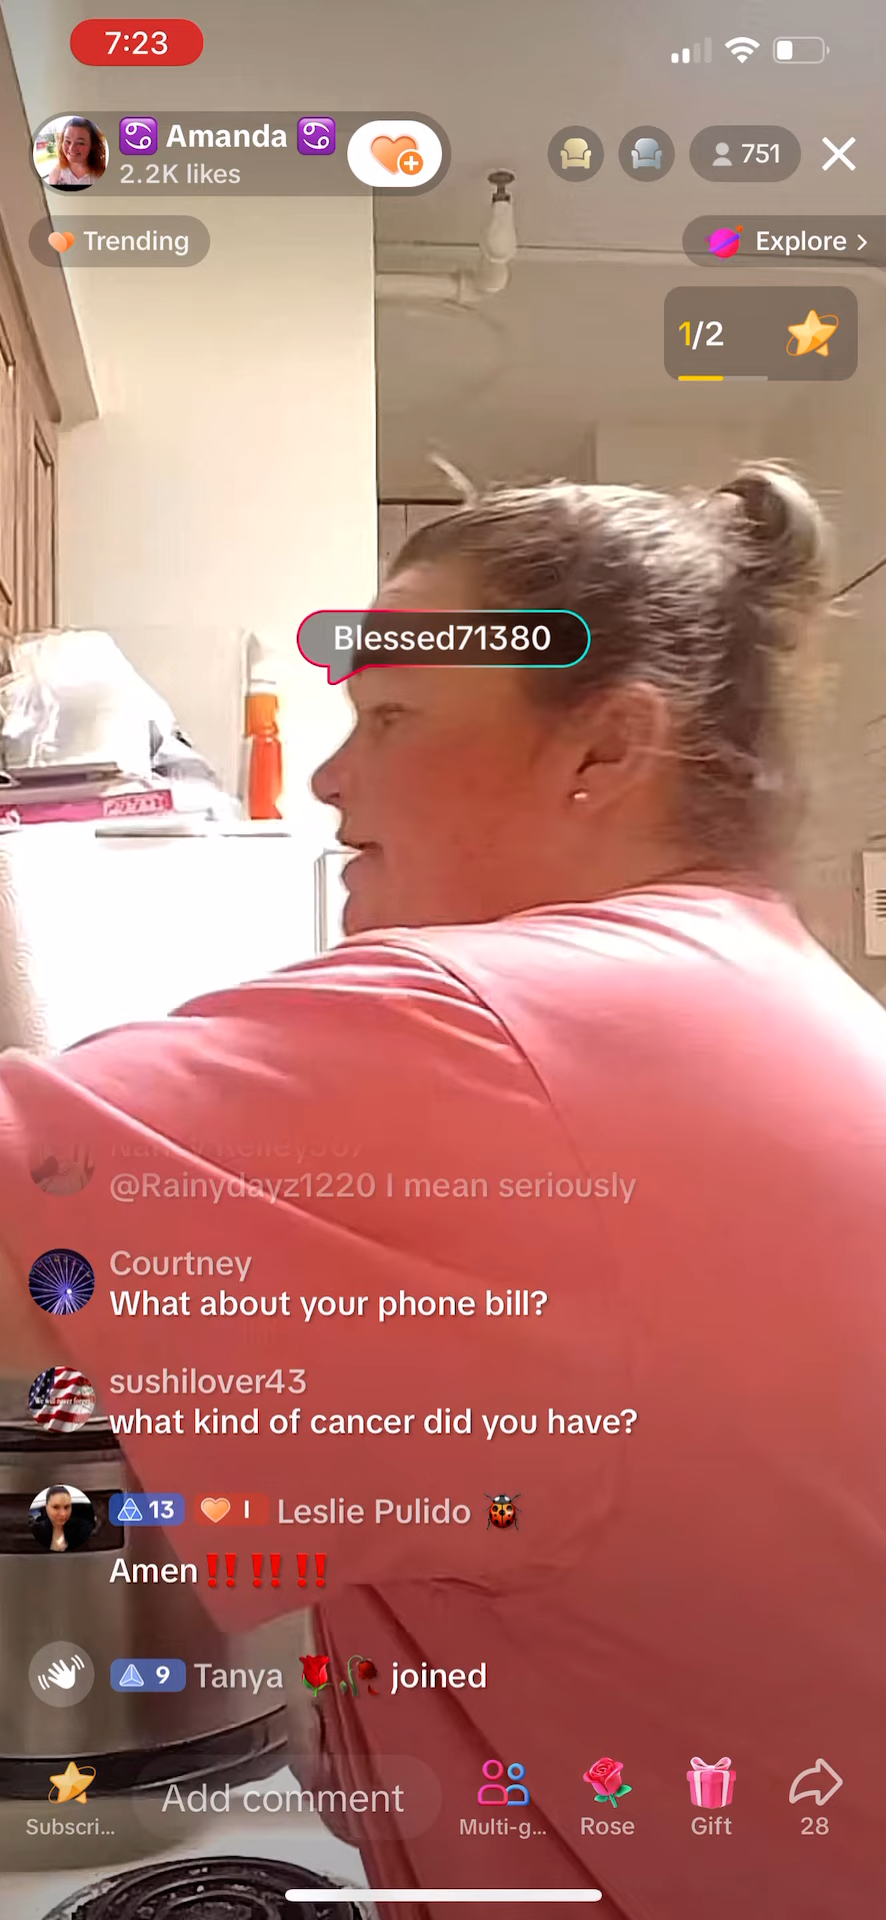 7:23
♋ Amanda ♋
2.2K likes
751
Trending
Explore >
1/2
Blessed71380
@Rainydayz1220 I mean seriously
Courtney
What about your phone bill?
sushilover43
what kind of cancer did you have?
13 I Leslie Pulido 🐞
Amen‼️‼️‼️
9 Tanya 🌹🥀 joined
Subscri...
Add comment
Multi-g...
Rose
Gift
28